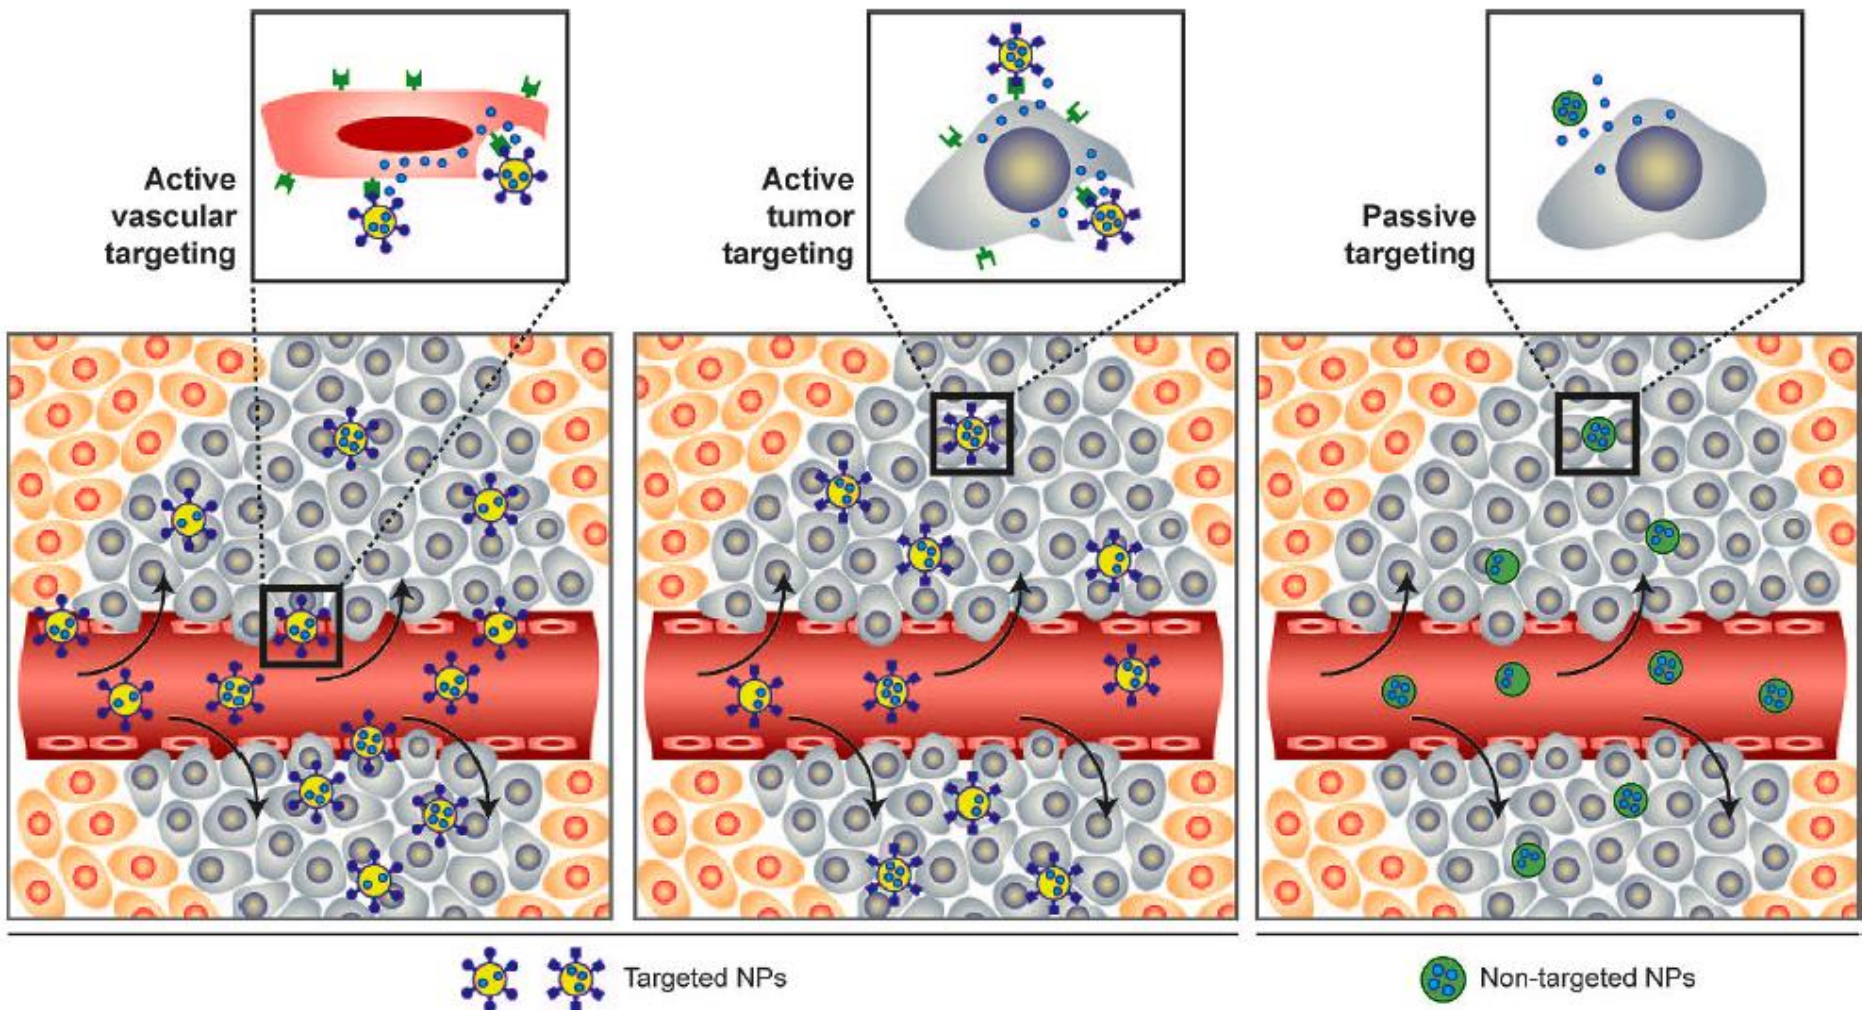 Active
vascular
targeting
Active
tumor
targeting
Passive
targeting
Targeted NPs
Non-targeted NPs